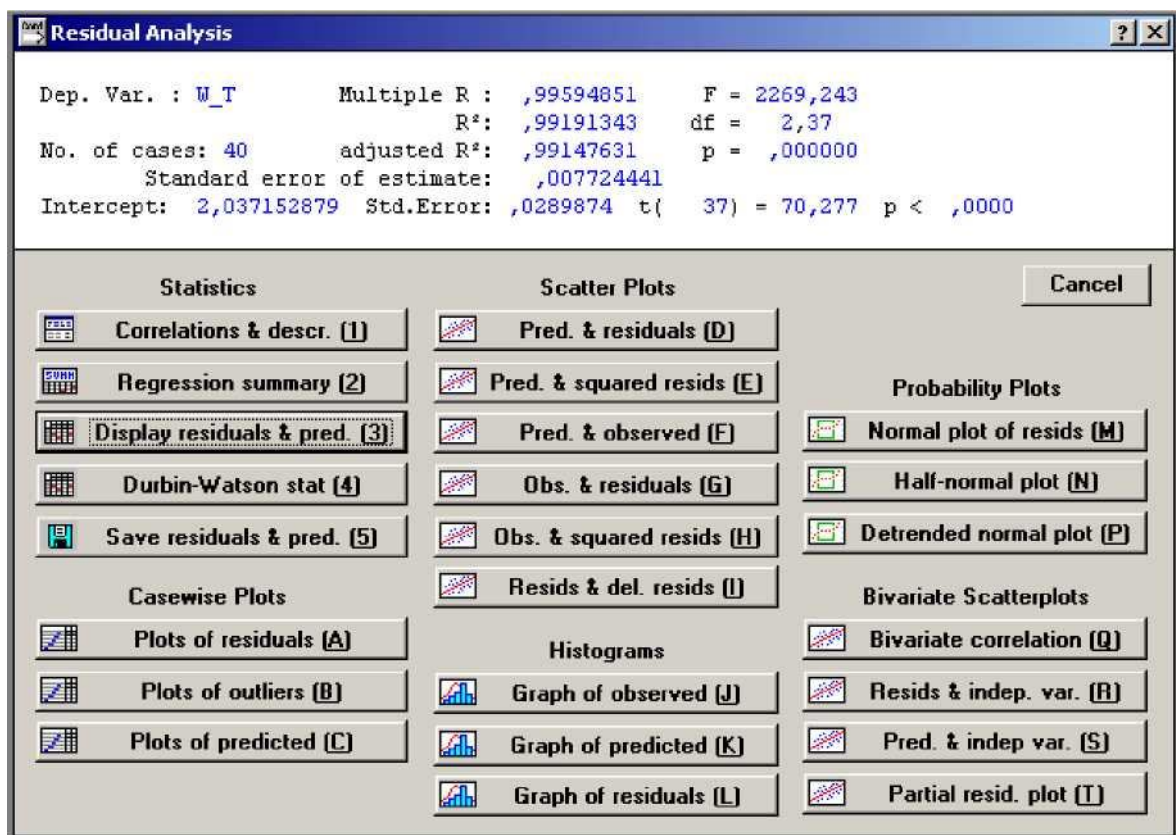 Residual Analysis
Dep. Var. : W_T Multiple R : ,99594851 F = 2269,243
R²: ,99191343 df = 2,37
No. of cases: 40 adjusted R²: ,99147631 p = ,000000
Standard error of estimate: ,007724441
Intercept: 2,037152879 Std.Error: ,0289874 t( 37) = 70,277 p < ,0000
Cancel
Statistics
Correlations & descr. (1)
Regression summary (2)
Display residuals & pred. (3)
Durbin-Watson stat (4)
Save residuals & pred. (5)
Casewise Plots
Plots of residuals (A)
Plots of outliers (B)
Plots of predicted (C)
Scatter Plots
Pred. & residuals (D)
Pred. & squared resids (E)
Pred. & observed (F)
Obs. & residuals (G)
Obs. & squared resids (H)
Resids & del. resids (I)
Histograms
Graph of observed (J)
Graph of predicted (K)
Graph of residuals (L)
Probability Plots
Normal plot of resids (M)
Half-normal plot (N)
Detrended normal plot (P)
Bivariate Scatterplots
Bivariate correlation (Q)
Resids & indep. var. (R)
Pred. & indep var. (S)
Partial resid. plot (T)